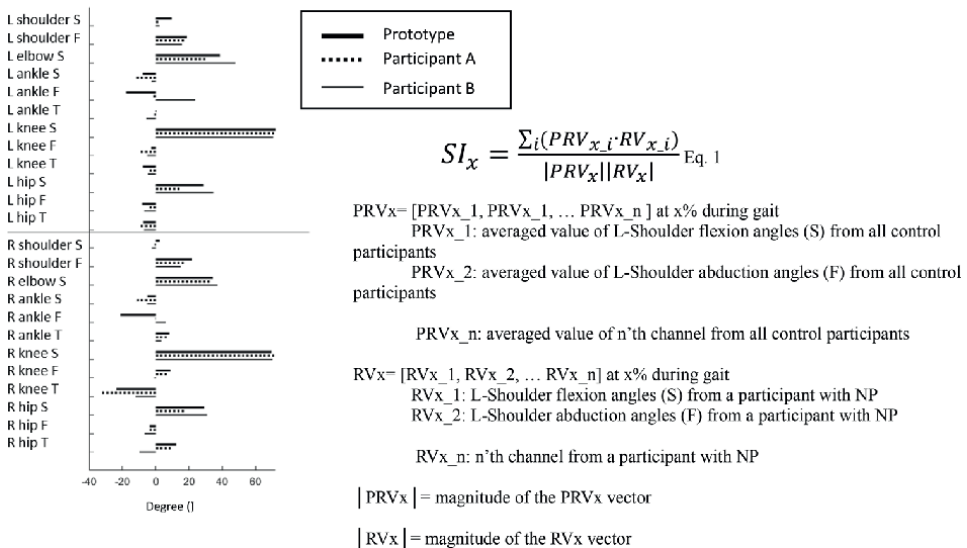 L shoulder S
L shoulder F
L elbow S
L ankle S
L ankle F
L ankle T
L knee S
L knee F
L knee T
L hip S
L hip F
L hip T
R shoulder S
R shoulder F
R elbow S
R ankle S
R ankle F
R ankle T
R knee S
R knee F
R knee T
R hip S
R hip F
R hip T
-40 -20 0 20 40 60
Degree ()
Prototype
Participant A
Participant B
SI_x = ∑_i(PRV_{x_i}·RV_{x_i}) / |PRV_x||RV_x| Eq. 1
PRVx= [PRVx_1, PRVx_1, … PRVx_n ] at x% during gait
PRVx_1: averaged value of L-Shoulder flexion angles (S) from all control
participants
PRVx_2: averaged value of L-Shoulder abduction angles (F) from all control
participants
PRVx_n: averaged value of n'th channel from all control participants
RVx= [RVx_1, RVx_2, … RVx_n] at x% during gait
RVx_1: L-Shoulder flexion angles (S) from a participant with NP
RVx_2: L-Shoulder abduction angles (F) from a participant with NP
RVx_n: n'th channel from a participant with NP
|PRVx| = magnitude of the PRVx vector
|RVx| = magnitude of the RVx vector